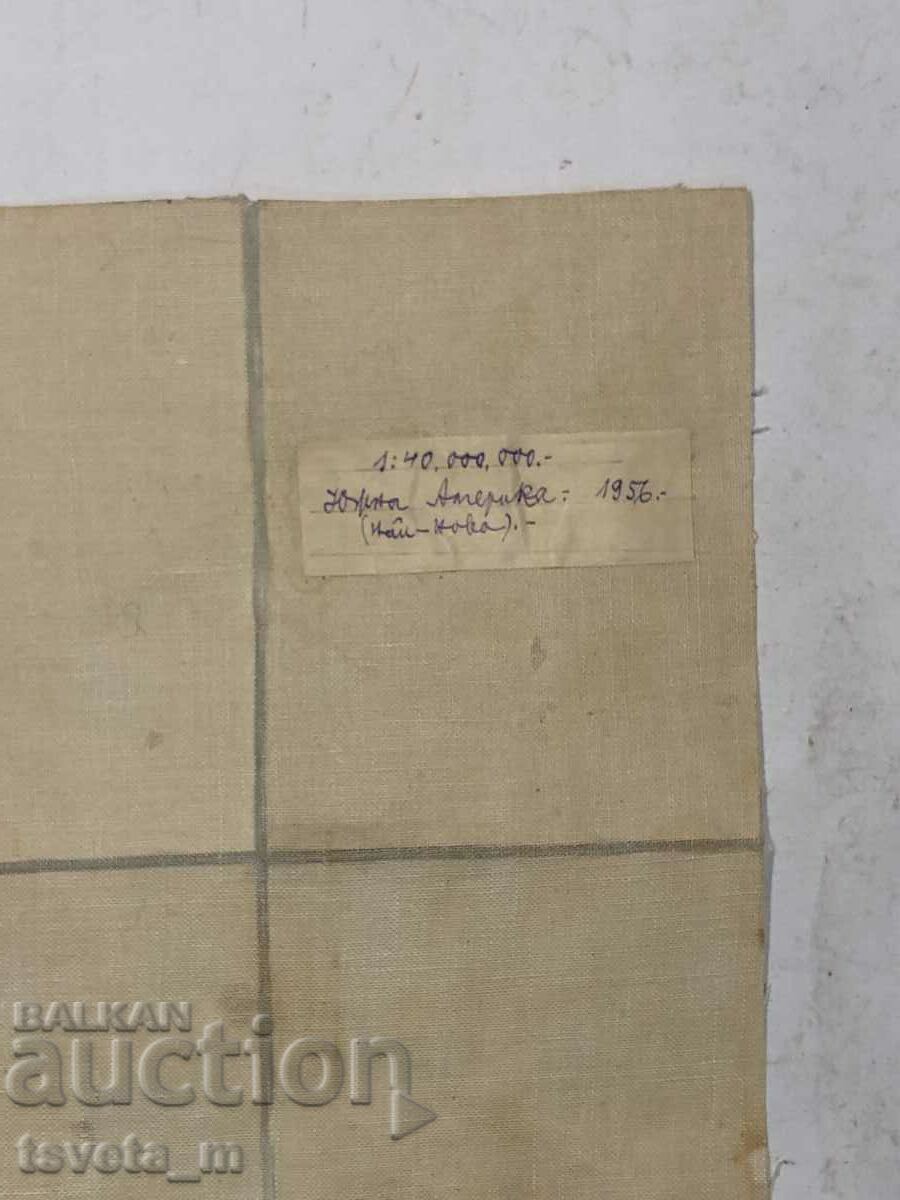 1:40,000,000.-
Южна Америка: 1956.-
(най-нова).-
BALKAN
auction
tsveta_m